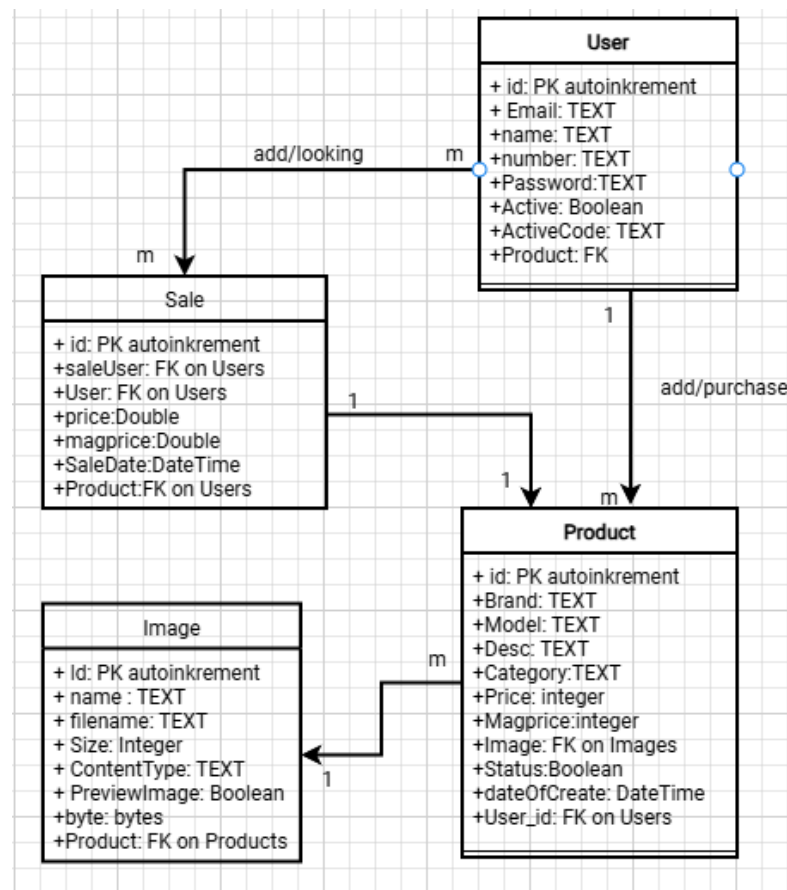 User
+ id: PK autoinkrement
+ Email: TEXT
+name: TEXT
+number: TEXT
+Password:TEXT
+Active: Boolean
+ActiveCode: TEXT
+Product: FK
add/looking
m
m
Sale
+ id: PK autoinkrement
+saleUser: FK on Users
+User: FK on Users
+price:Double
+magprice:Double
+SaleDate:DateTime
+Product:FK on Users
1
add/purchase
m
1
1
Product
+ id: PK autoinkrement
+Brand: TEXT
+Model: TEXT
+Desc: TEXT
+Category:TEXT
+Price: integer
+Magprice:integer
+Image: FK on Images
+Status:Boolean
+dateOfCreate: DateTime
+User_id: FK on Users
m
1
Image
+ Id: PK autoinkrement
+ name : TEXT
+ filename: TEXT
+ Size: Integer
+ ContentType: TEXT
+ PreviewImage: Boolean
+byte: bytes
+Product: FK on Products